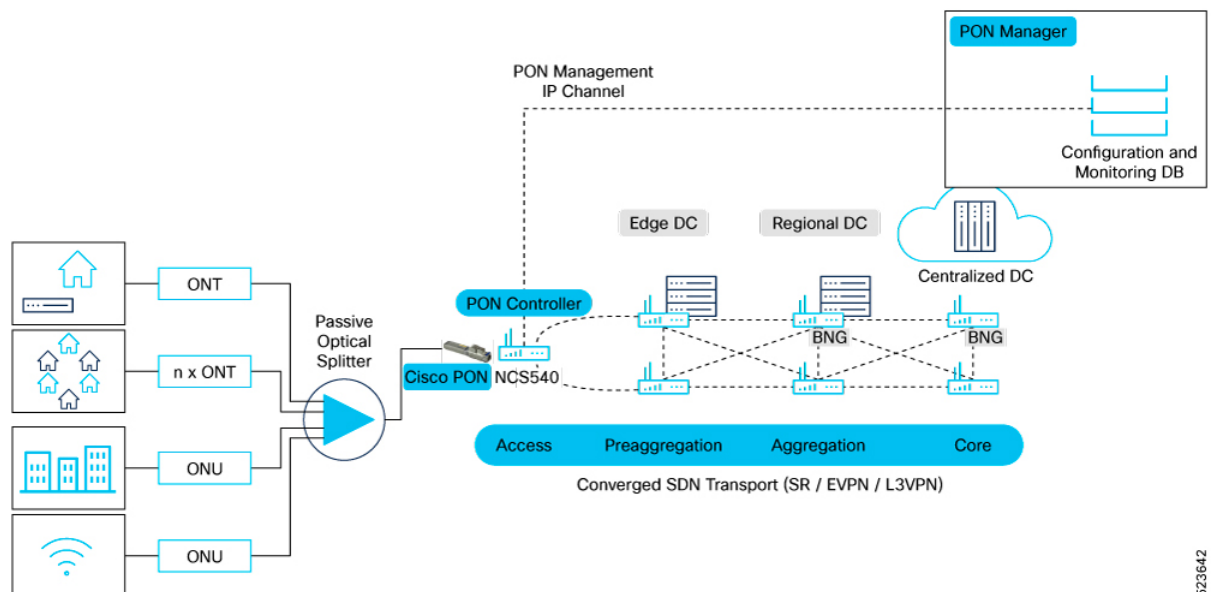 PON Manager
PON Management
IP Channel
Configuration and
Monitoring DB
Edge DC
Regional DC
Centralized DC
ONT
n x ONT
ONU
ONU
Passive
Optical
Splitter
PON Controller
Cisco PON
NCS540
BNG
BNG
Access
Preaggregation
Aggregation
Core
Converged SDN Transport (SR / EVPN / L3VPN)
523642